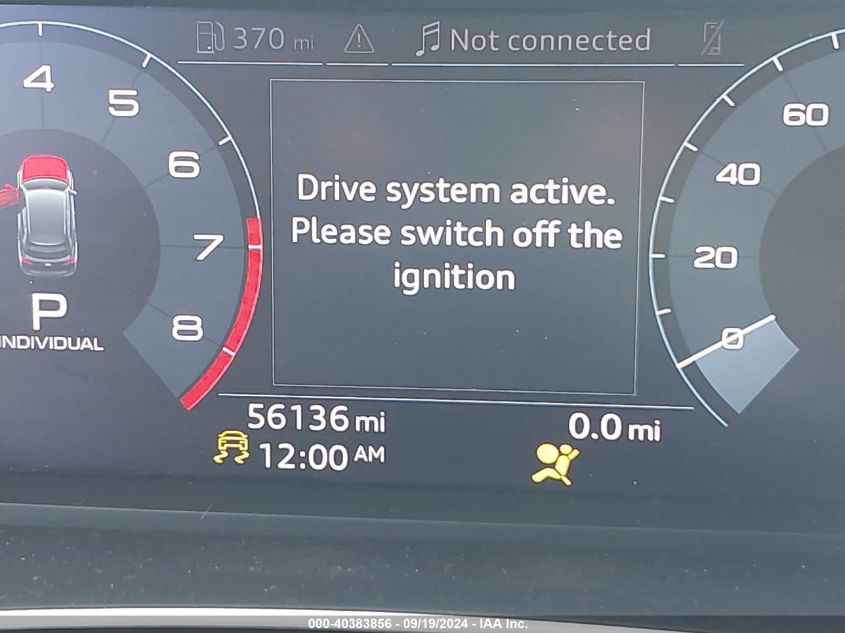 370 mi
Not connected
4
5
6
7
8
P
INDIVIDUAL
Drive system active.
Please switch off the
ignition
60
40
20
0
56136 mi
12:00 AM
0.0 mi
000-40383856 - 09/19/2024 - IAA Inc.